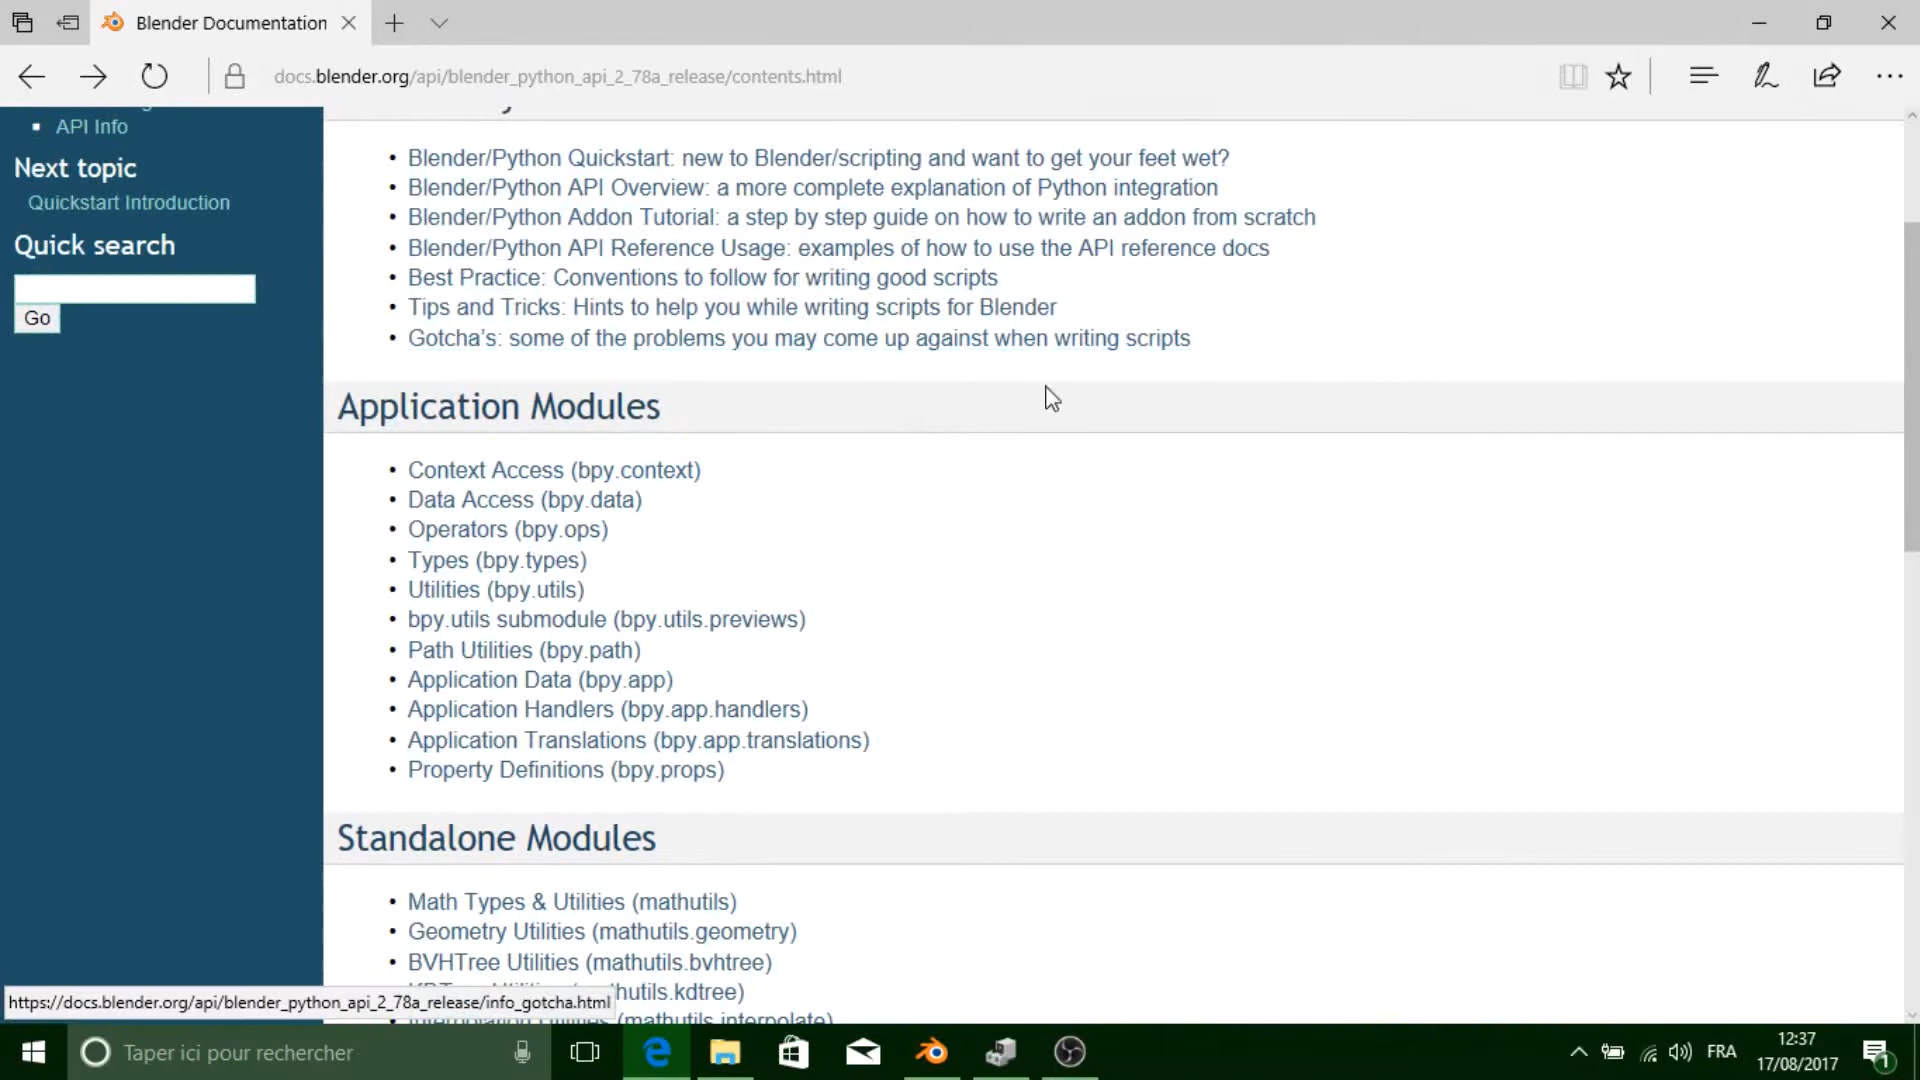 Blender Documentation
docs.blender.org/api/blender_python_api_2_78a_release/contents.html
API Info
Next topic
Quickstart Introduction
Quick search
Go
• Blender/Python Quickstart: new to Blender/scripting and want to get your feet wet?
• Blender/Python API Overview: a more complete explanation of Python integration
• Blender/Python Addon Tutorial: a step by step guide on how to write an addon from scratch
• Blender/Python API Reference Usage: examples of how to use the API reference docs
• Best Practice: Conventions to follow for writing good scripts
• Tips and Tricks: Hints to help you while writing scripts for Blender
• Gotcha's: some of the problems you may come up against when writing scripts
Application Modules
• Context Access (bpy.context)
• Data Access (bpy.data)
• Operators (bpy.ops)
• Types (bpy.types)
• Utilities (bpy.utils)
• bpy.utils submodule (bpy.utils.previews)
• Path Utilities (bpy.path)
• Application Data (bpy.app)
• Application Handlers (bpy.app.handlers)
• Application Translations (bpy.app.translations)
• Property Definitions (bpy.props)
Standalone Modules
• Math Types & Utilities (mathutils)
• Geometry Utilities (mathutils.geometry)
• BVHTree Utilities (mathutils.bvhtree)
hutils.kdtree)
(mathutils.interpolate)
https://docs.blender.org/api/blender_python_api_2_78a_release/info_gotcha.html
Taper ici pour rechercher
FRA
12:37
17/08/2017
1